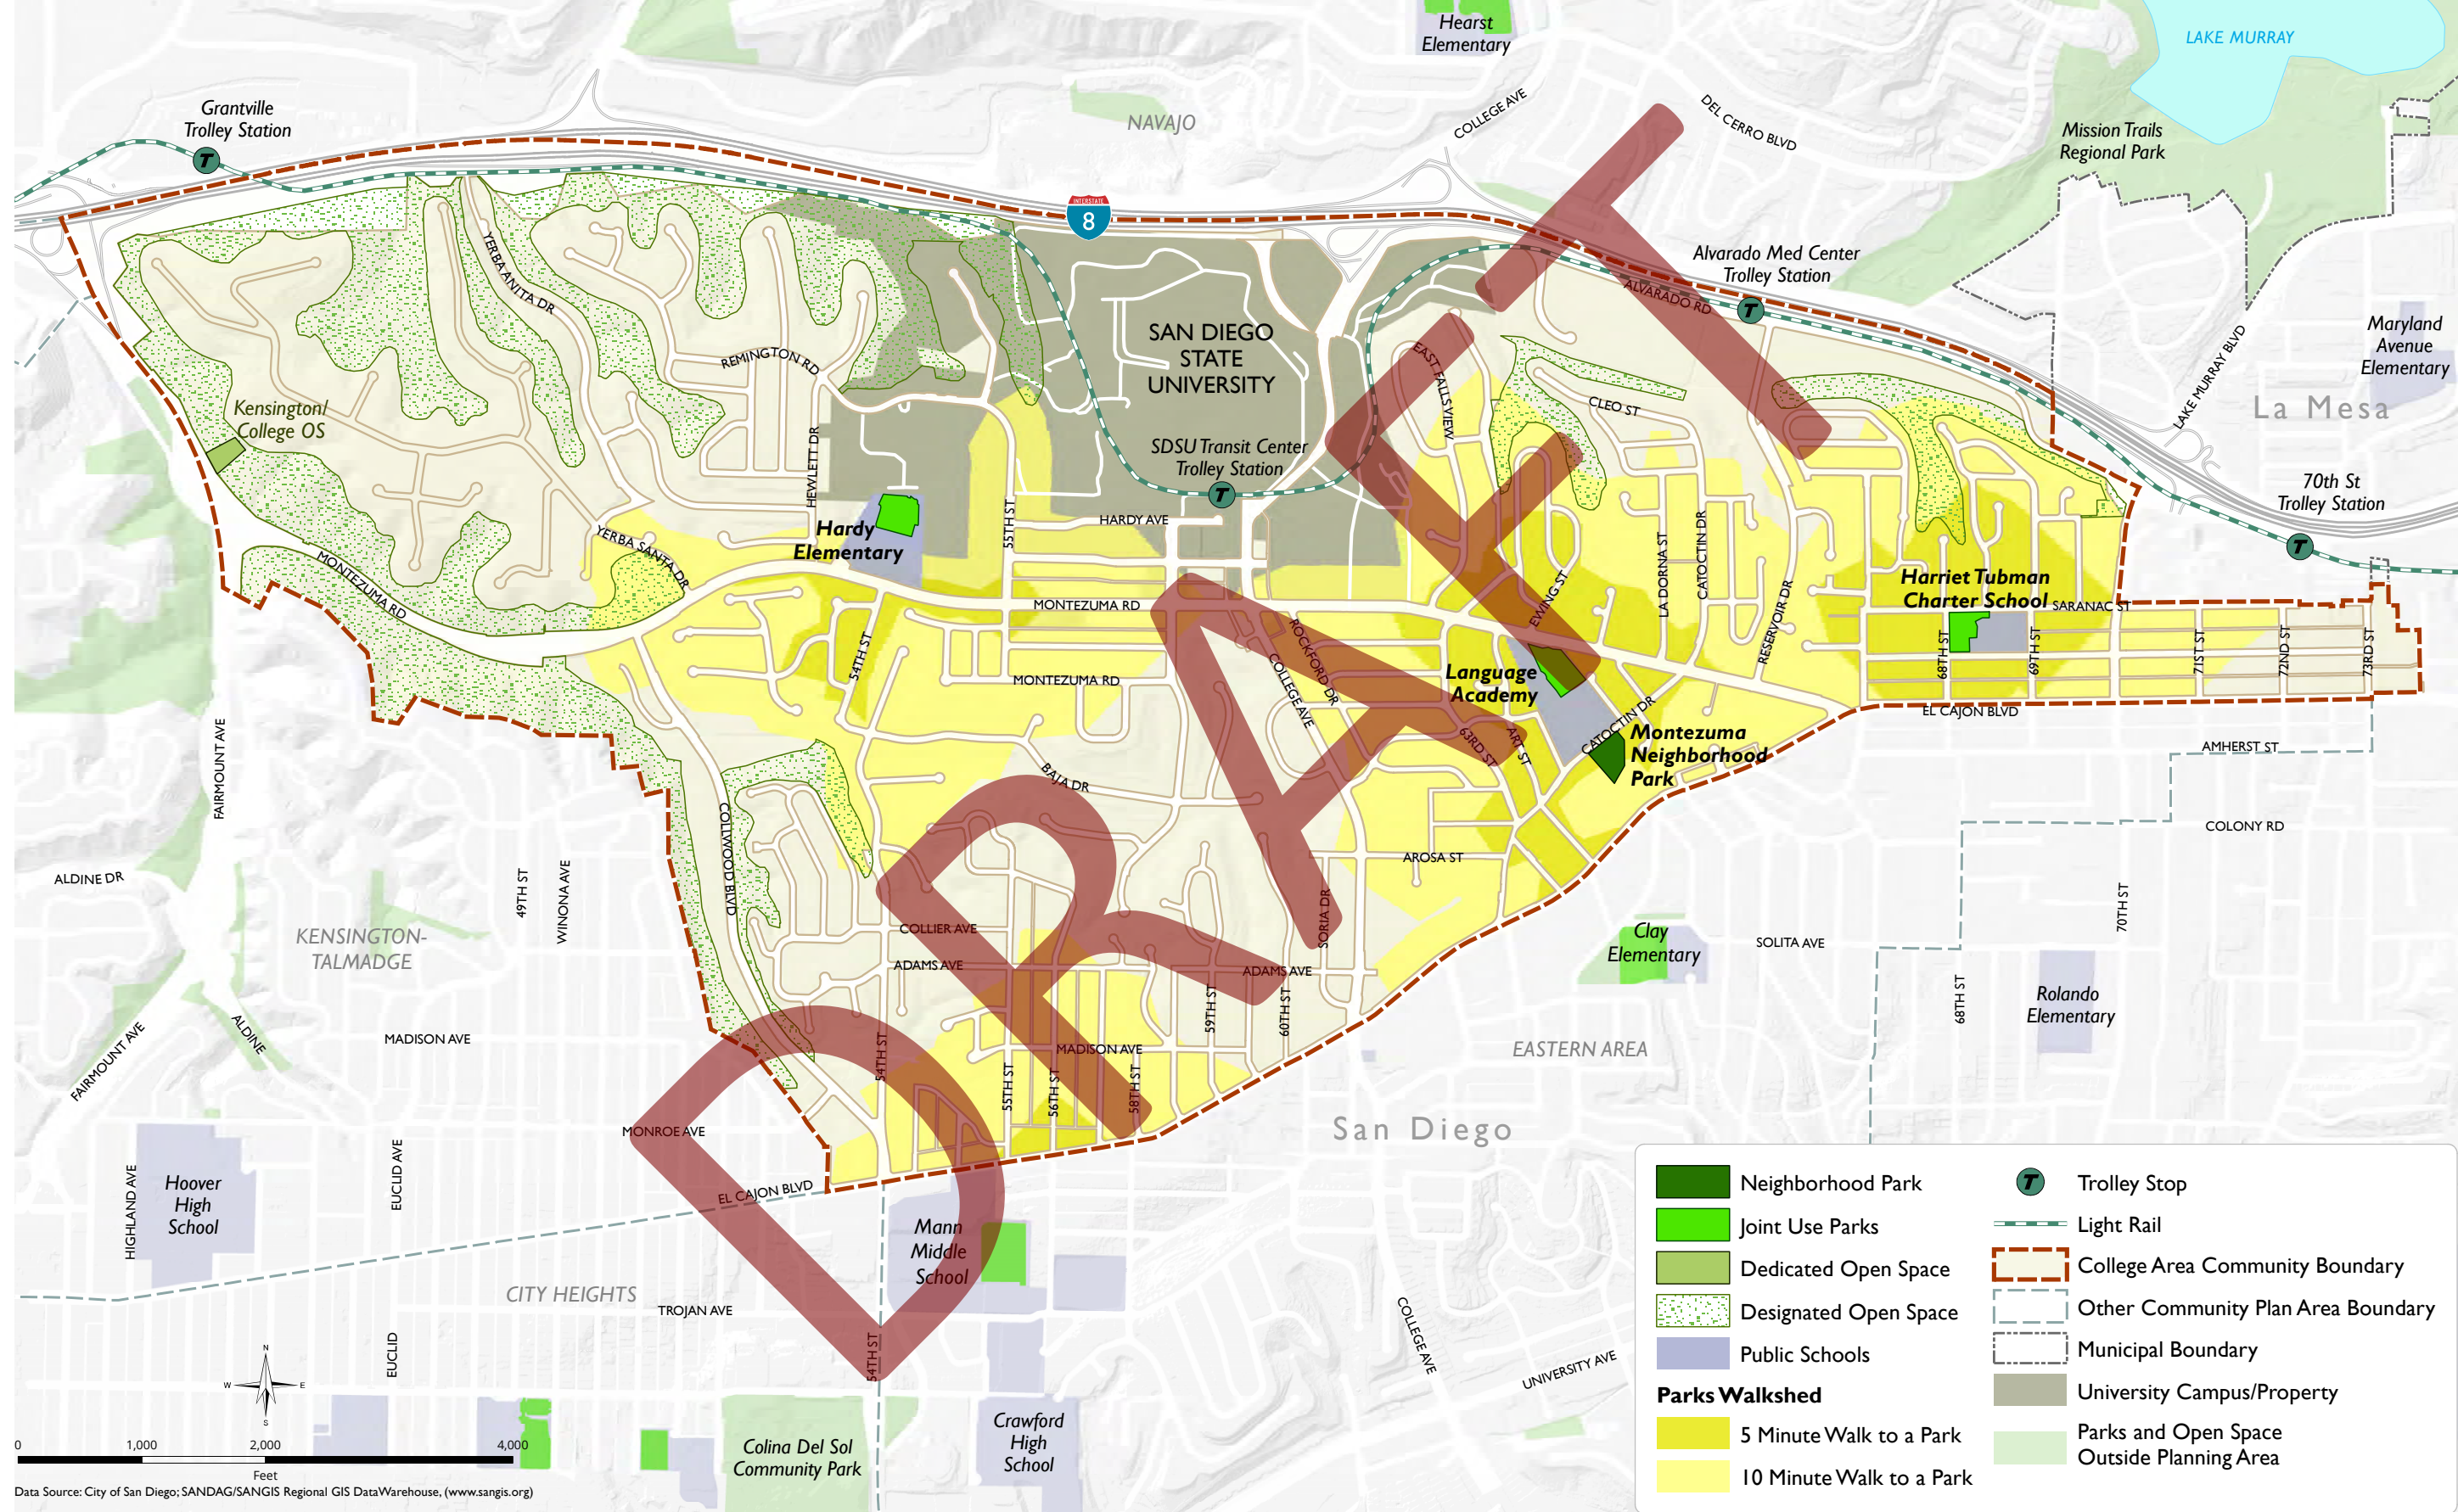 Hearst
Elementary
LAKE MURRAY
Grantville
Trolley Station
NAVAJO
COLLEGE AVE
DEL CERRO BLVD
Mission Trails
Regional Park
INTERSTATE
8
YERBA ANITA DR
Alvarado Med Center
Trolley Station
ALVARADO RD
T
T
SAN DIEGO
STATE
UNIVERSITY
Maryland
Avenue
Elementary
LAKE MURRAY BLVD
La Mesa
REMINGTON RD
EAST FALLS VIEW
CLEO ST
Kensington/
College OS
HEWLETT DR
SDSU Transit Center
Trolley Station
T
70th St
Trolley Station
T
Hardy
Elementary
55TH ST
HARDY AVE
YERBA SANTA DR
MONTEZUMA RD
MONTEZUMA RD
EWING ST
LA DORNA ST
CATOCTIN DR
RESERVOIR DR
Harriet Tubman
Charter School
SARANAC ST
54TH ST
MONTEZUMA RD
ROCKFORD DR
COLLEGE AVE
Language
Academy
68TH ST
69TH ST
71ST ST
72ND ST
73RD ST
EL CAJON BLVD
CATOCTIN DR
63RD ST
ART ST
Montezuma
Neighborhood
Park
AMHERST ST
FAIRMOUNT AVE
BAJA DR
COLLWOOD BLVD
COLONY RD
AROSA ST
ALDINE DR
49TH ST
WINONA AVE
KENSINGTON-
TALMADGE
COLLIER AVE
ADAMS AVE
ADAMS AVE
SORIA DR
Clay
Elementary
SOLITA AVE
70TH ST
68TH ST
Rolando
Elementary
59TH ST
60TH ST
FAIRMOUNT AVE
ALDINE
MADISON AVE
54TH ST
MADISON AVE
EASTERN AREA
55TH ST
56TH ST
58TH ST
MONROE AVE
San Diego
HIGHLAND AVE
Hoover
High
School
EUCLID AVE
EL CAJON BLVD
Mann
Middle
School
CITY HEIGHTS
TROJAN AVE
EUCLID
54TH ST
COLLEGE AVE
UNIVERSITY AVE
Colina Del Sol
Community Park
Crawford
High
School
DRAFT
N
W E
S
0 1,000 2,000 4,000
Feet
Data Source: City of San Diego; SANDAG/SANGIS Regional GIS DataWarehouse, (www.sangis.org)
Neighborhood Park
Joint Use Parks
Dedicated Open Space
Designated Open Space
Public Schools
Parks Walkshed
5 Minute Walk to a Park
10 Minute Walk to a Park
T
Trolley Stop
Light Rail
College Area Community Boundary
Other Community Plan Area Boundary
Municipal Boundary
University Campus/Property
Parks and Open Space
Outside Planning Area